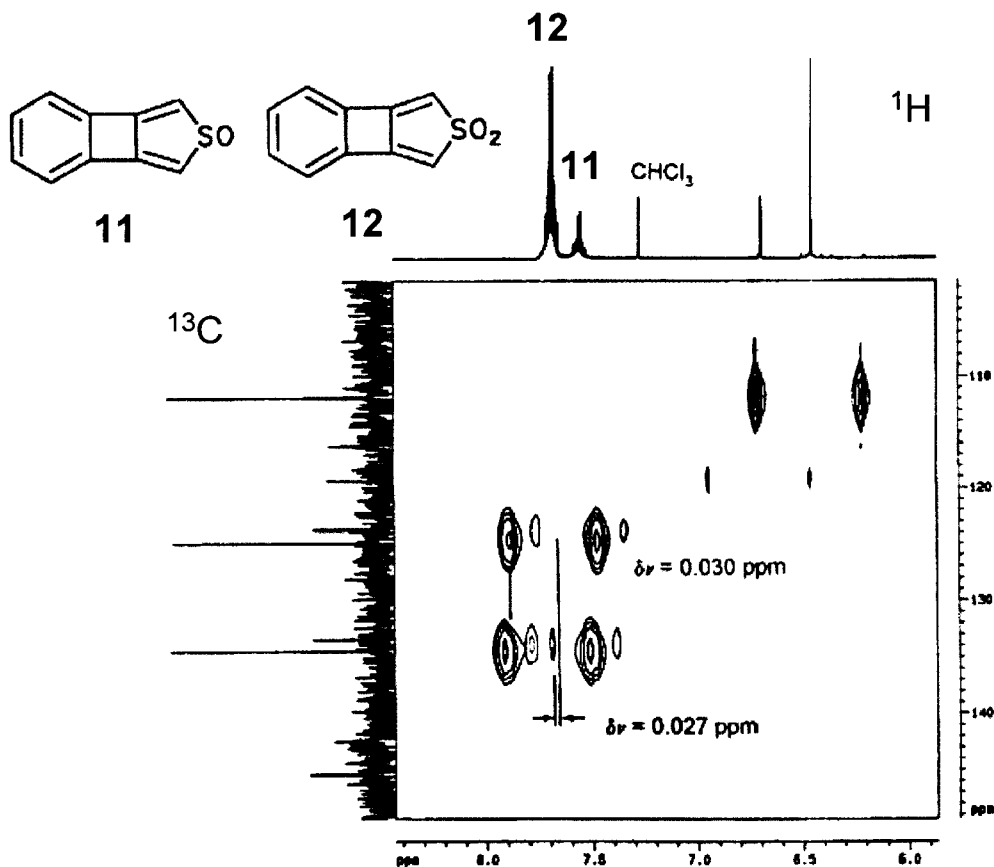 12
SO
SO2
11
12
11
CHCl3
1H
13C
110
120
130
140
ppm
δν = 0.030 ppm
δν = 0.027 ppm
ppm 8.0 7.5 7.0 6.5 6.0